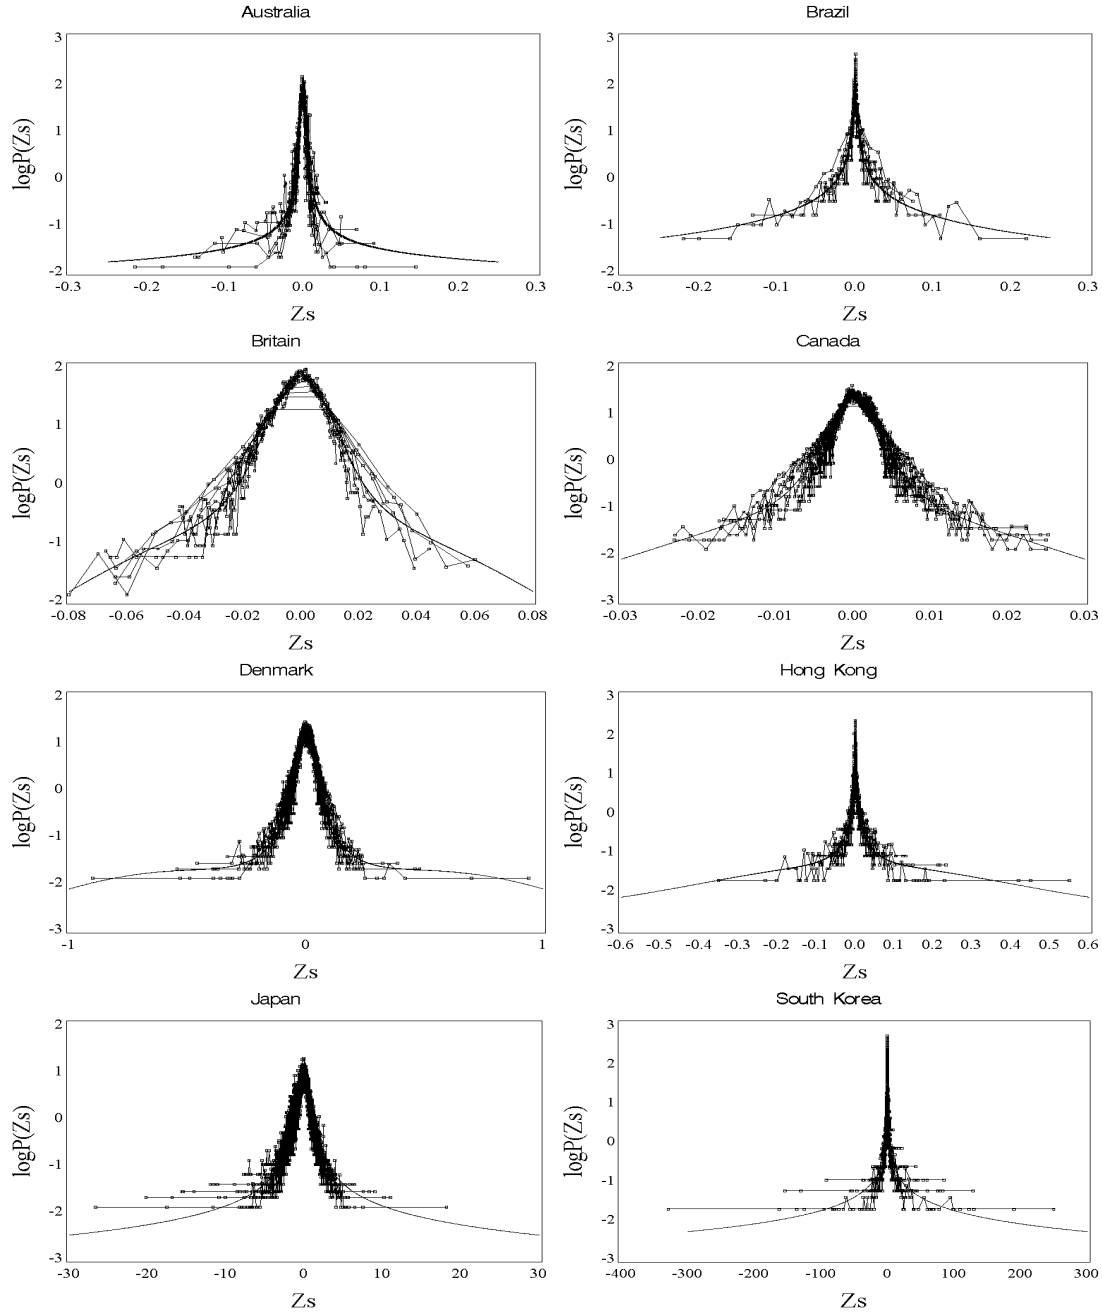 Australia
3
2
1
0
-1
-2
logP(Zs)
-0.3 -0.2 -0.1 0.0 0.1 0.2 0.3
Zs
Brazil
3
2
1
0
-1
-2
logP(Zs)
-0.3 -0.2 -0.1 0.0 0.1 0.2 0.3
Zs
Britain
2
1
0
-1
-2
logP(Zs)
-0.08 -0.06 -0.04 -0.02 0.00 0.02 0.04 0.06 0.08
Zs
Canada
2
1
0
-1
-2
-3
logP(Zs)
-0.03 -0.02 -0.01 0.00 0.01 0.02 0.03
Zs
Denmark
2
1
0
-1
-2
-3
logP(Zs)
-1 0 1
Zs
Hong Kong
3
2
1
0
-1
-2
-3
logP(Zs)
-0.6 -0.5 -0.4 -0.3 -0.2 -0.1 0.0 0.1 0.2 0.3 0.4 0.5 0.6
Zs
Japan
2
1
0
-1
-2
-3
logP(Zs)
-30 -20 -10 0 10 20 30
Zs
South Korea
3
2
1
0
-1
-2
-3
logP(Zs)
-400 -300 -200 -100 0 100 200 300
Zs